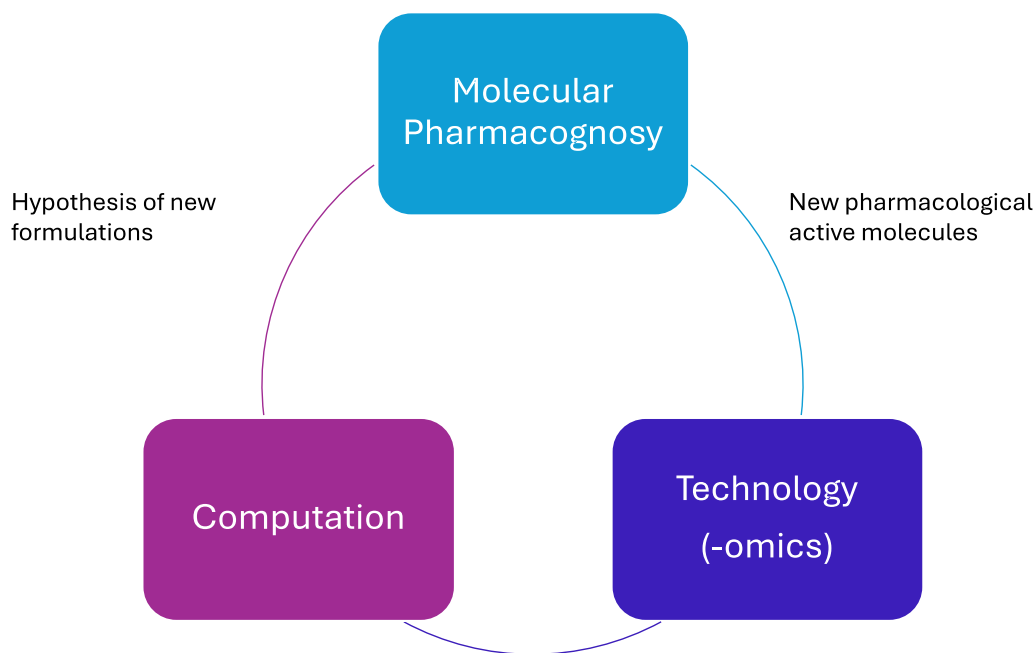 Molecular
Pharmacognosy
Hypothesis of new
formulations
New pharmacological
active molecules
Computation
Technology
(-omics)